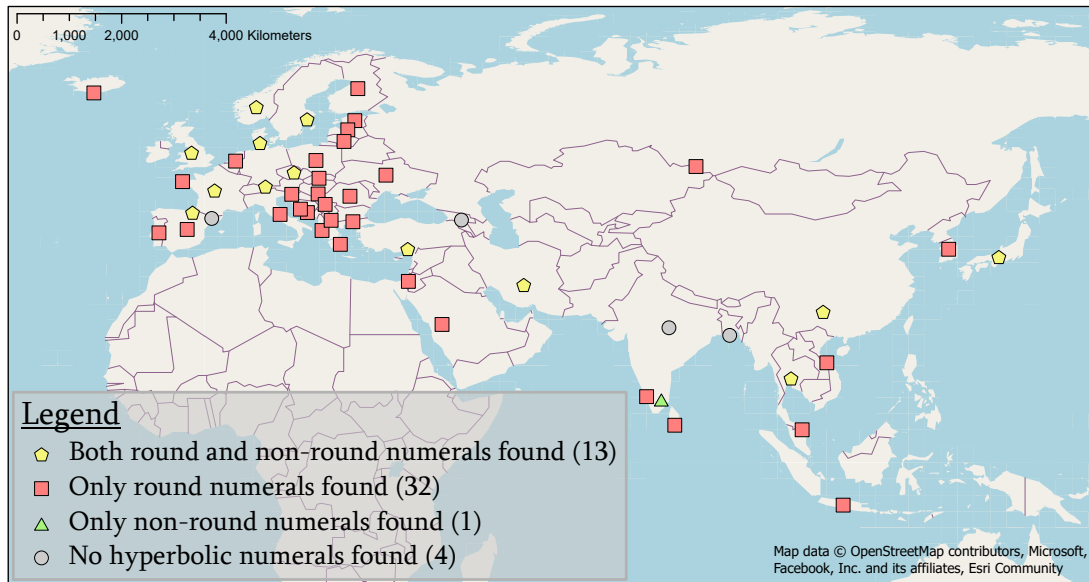 0 1,000 2,000 4,000 Kilometers
Legend
Both round and non-round numerals found (13)
Only round numerals found (32)
Only non-round numerals found (1)
No hyperbolic numerals found (4)
Map data © OpenStreetMap contributors, Microsoft,
Facebook, Inc. and its affiliates, Esri Community